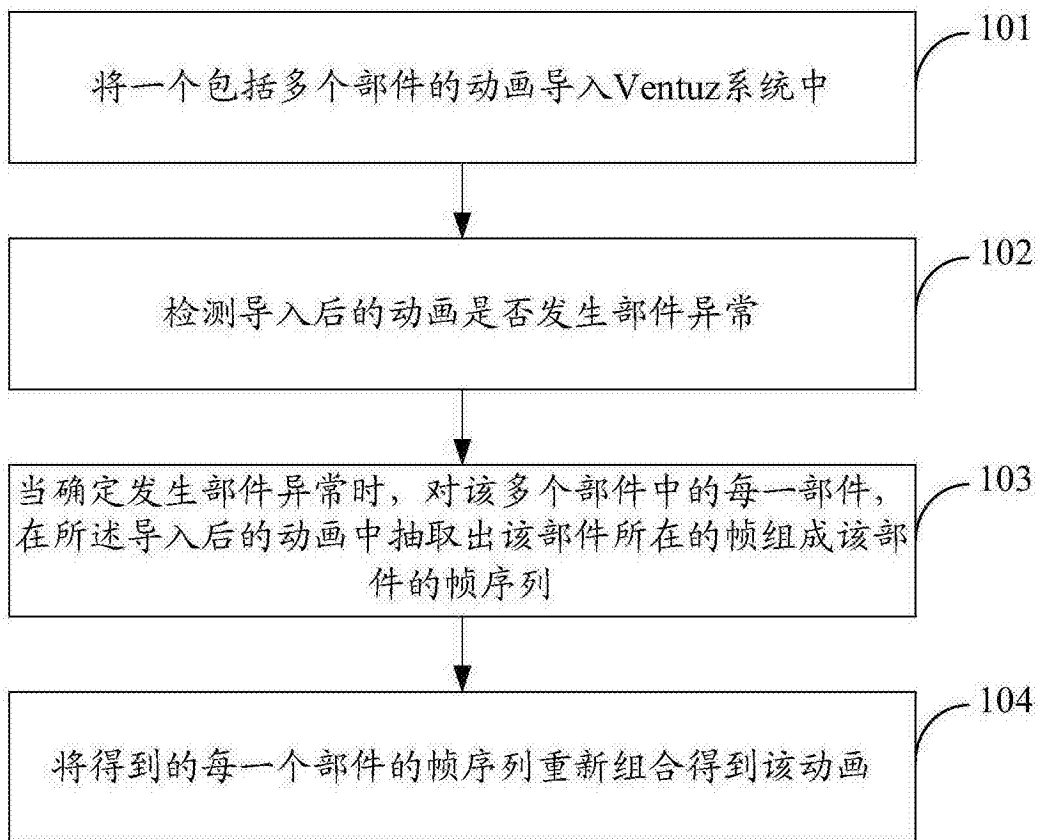 101
将一个包括多个部件的动画导入Ventuz系统中
102
检测导入后的动画是否发生部件异常
103
当确定发生部件异常时，对该多个部件中的每一部件，
在所述导入后的动画中抽取出该部件所在的帧组成该部
件的帧序列
104
将得到的每一个部件的帧序列重新组合得到该动画